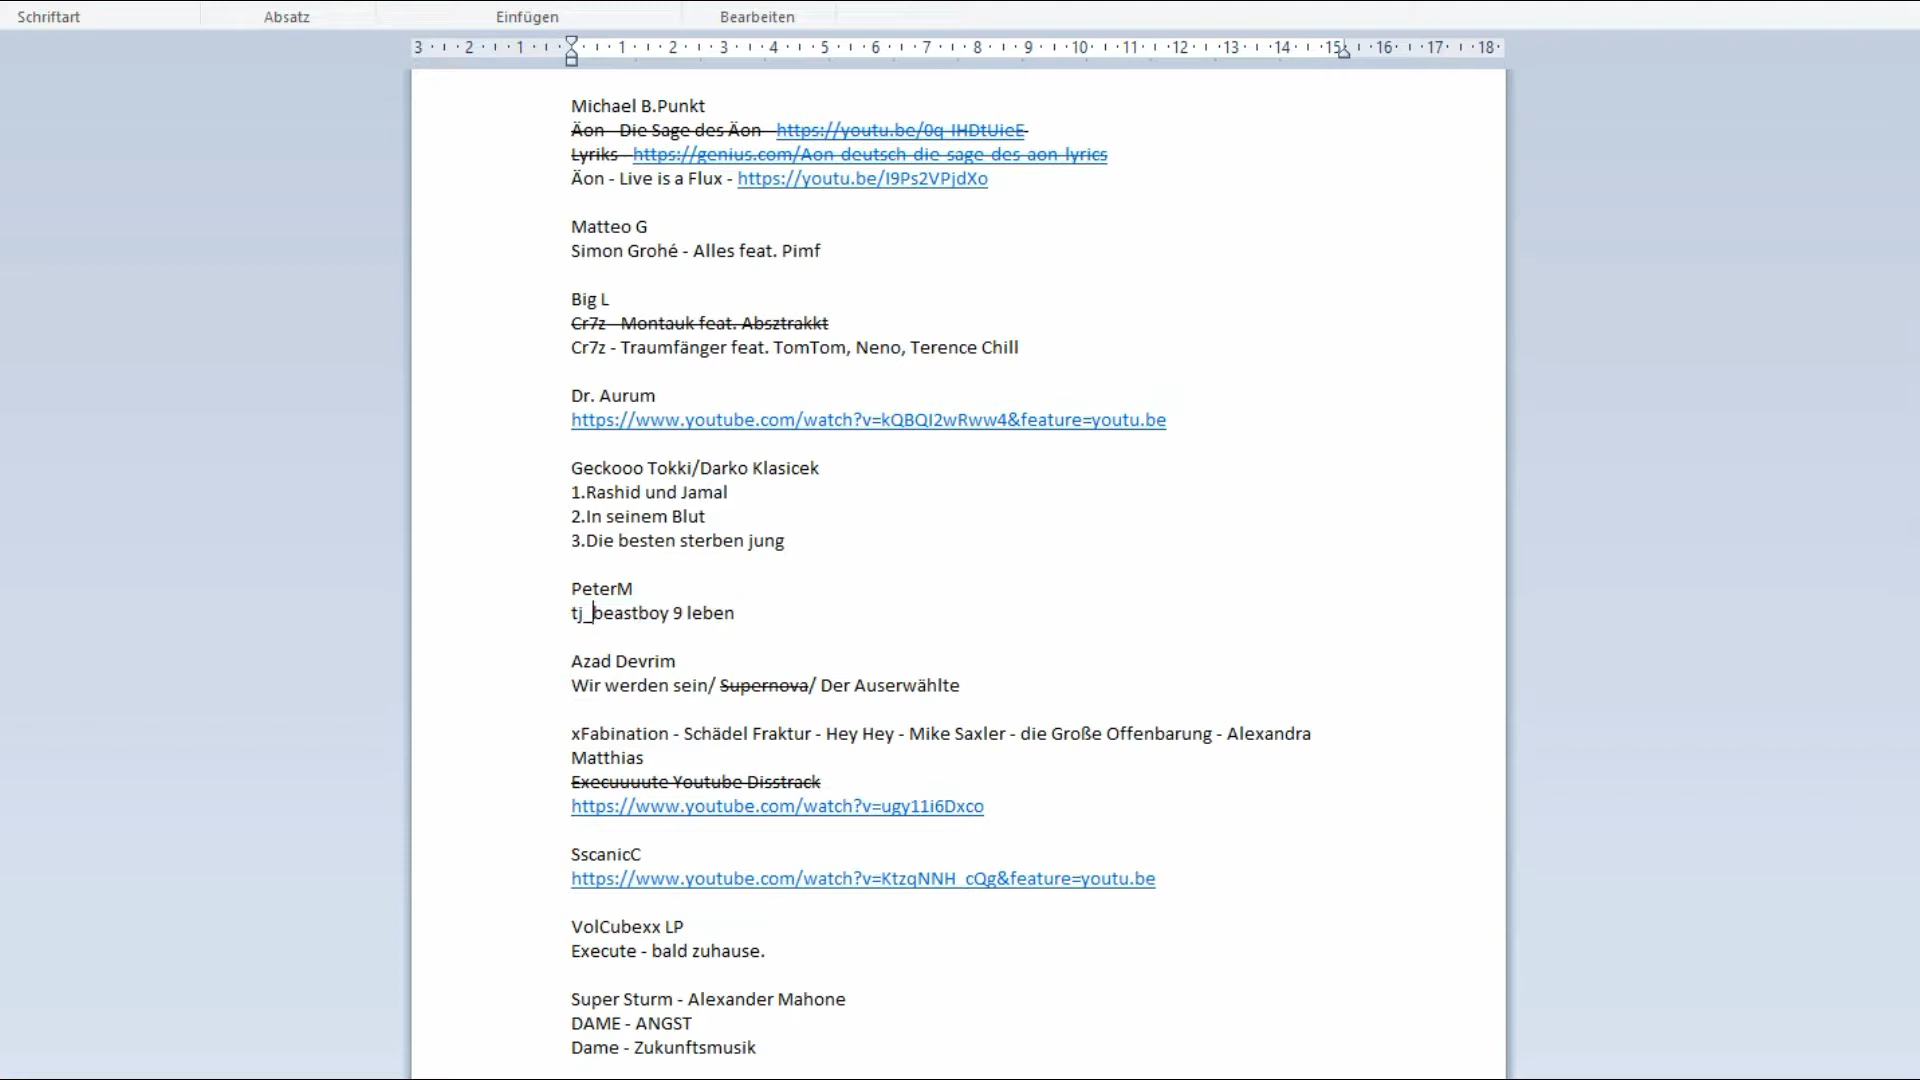 Schriftart Absatz Einfügen Bearbeiten
3 2 1 1 2 3 4 5 6 7 8 9 10 11 12 13 14 15 16 17 18
Michael B.Punkt
Äon - Die Sage des Äon - https://youtu.be/0q-IHDtUieE
Lyriks - https://genius.com/Aon-deutsch-die-sage-des-aon-lyrics
Äon - Live is a Flux - https://youtu.be/I9Ps2VPjdXo
Matteo G
Simon Grohé - Alles feat. Pimf
Big L
Cr7z - Montauk feat. Absztrakkt
Cr7z - Traumfänger feat. TomTom, Neno, Terence Chill
Dr. Aurum
https://www.youtube.com/watch?v=kQBQI2wRww4&feature=youtu.be
Geckooo Tokki/Darko Klasicek
1.Rashid und Jamal
2.In seinem Blut
3.Die besten sterben jung
PeterM
tj_beastboy 9 leben
Azad Devrim
Wir werden sein/ Supernova/ Der Auserwählte
xFabination - Schädel Fraktur - Hey Hey - Mike Saxler - die Große Offenbarung - Alexandra
Matthias
Execuuuute Youtube Disstrack
https://www.youtube.com/watch?v=ugy11i6Dxco
SscanicC
https://www.youtube.com/watch?v=KtzqNNH_cQg&feature=youtu.be
VolCubexx LP
Execute - bald zuhause.
Super Sturm - Alexander Mahone
DAME - ANGST
Dame - Zukunftsmusik